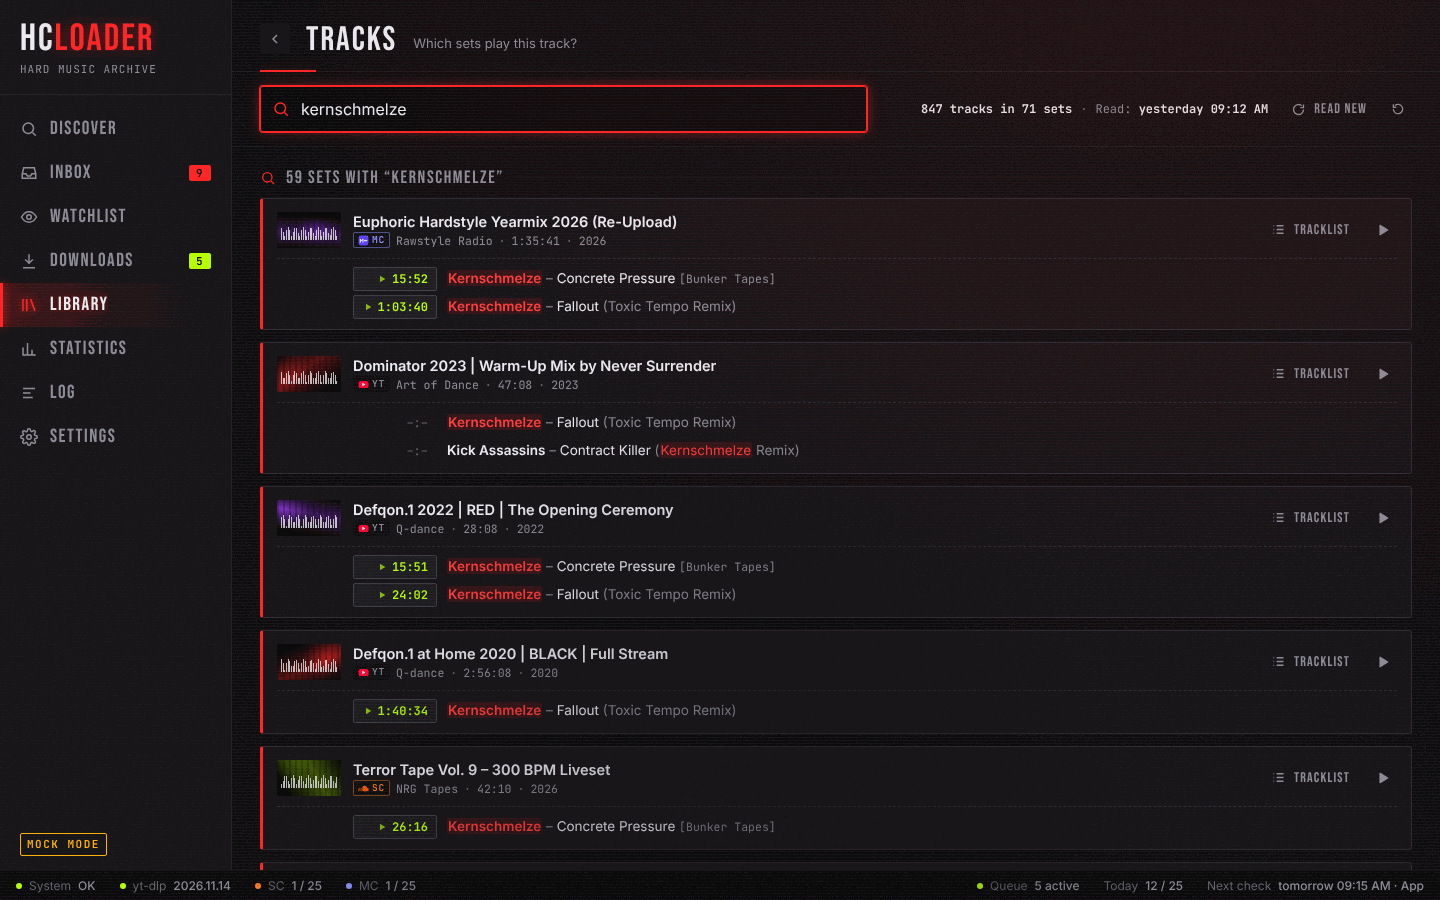 HCLOADER
HARD MUSIC ARCHIVE
DISCOVER
INBOX 9
WATCHLIST
DOWNLOADS 5
LIBRARY
STATISTICS
LOG
SETTINGS
MOCK MODE
TRACKS Which sets play this track?
kernschmelze
847 tracks in 71 sets · Read: yesterday 09:12 AM READ NEW
59 SETS WITH “KERNSCHMELZE”
Euphoric Hardstyle Yearmix 2026 (Re-Upload)
MC Rawstyle Radio · 1:35:41 · 2026
TRACKLIST
15:52 Kernschmelze – Concrete Pressure [Bunker Tapes]
1:03:40 Kernschmelze – Fallout (Toxic Tempo Remix)
Dominator 2023 | Warm-Up Mix by Never Surrender
YT Art of Dance · 47:08 · 2023
TRACKLIST
–:– Kernschmelze – Fallout (Toxic Tempo Remix)
–:– Kick Assassins – Contract Killer (Kernschmelze Remix)
Defqon.1 2022 | RED | The Opening Ceremony
YT Q-dance · 28:08 · 2022
TRACKLIST
15:51 Kernschmelze – Concrete Pressure [Bunker Tapes]
24:02 Kernschmelze – Fallout (Toxic Tempo Remix)
Defqon.1 at Home 2020 | BLACK | Full Stream
YT Q-dance · 2:56:08 · 2020
TRACKLIST
1:40:34 Kernschmelze – Fallout (Toxic Tempo Remix)
Terror Tape Vol. 9 – 300 BPM Liveset
SC NRG Tapes · 42:10 · 2026
TRACKLIST
26:16 Kernschmelze – Concrete Pressure [Bunker Tapes]
System OK yt-dlp 2026.11.14 SC 1 / 25 MC 1 / 25 Queue 5 active Today 12 / 25 Next check tomorrow 09:15 AM · App